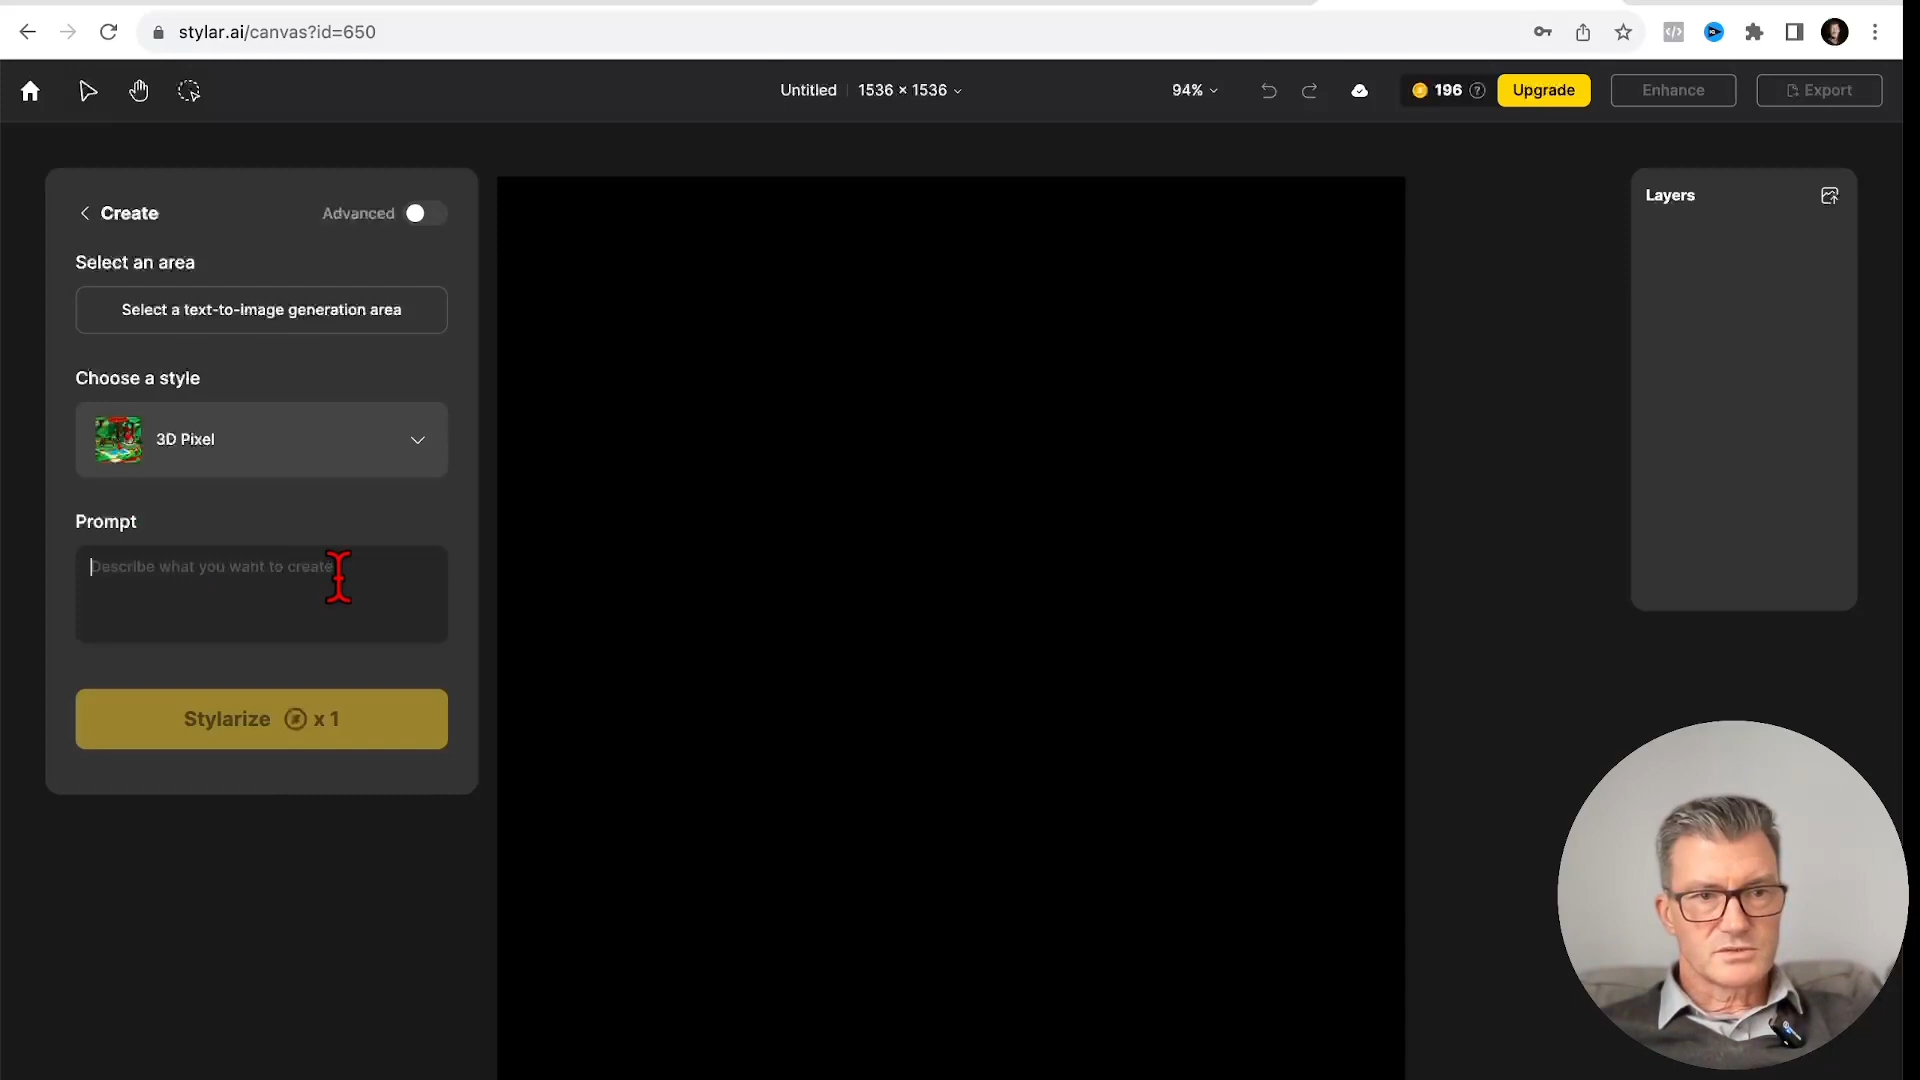 stylar.ai/canvas?id=650
Untitled 1536 × 1536 94% 196 Upgrade Enhance Export
Create Advanced
Select an area
Select a text-to-image generation area
Choose a style
3D Pixel
Prompt
Describe what you want to create
Stylarize x 1
Layers